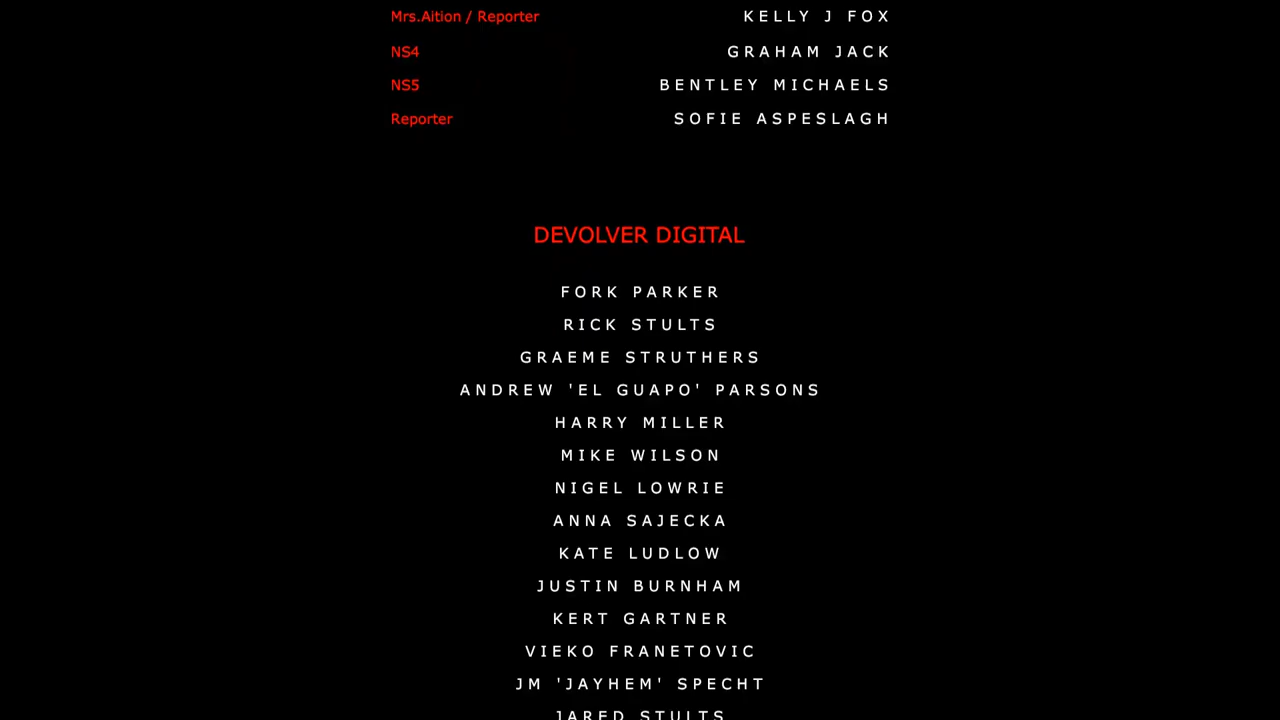 Mrs.Aition / Reporter KELLY J FOX
NS4 GRAHAM JACK
NS5 BENTLEY MICHAELS
Reporter SOFIE ASPESLAGH
DEVOLVER DIGITAL
FORK PARKER
RICK STULTS
GRAEME STRUTHERS
ANDREW 'EL GUAPO' PARSONS
HARRY MILLER
MIKE WILSON
NIGEL LOWRIE
ANNA SAJECKA
KATE LUDLOW
JUSTIN BURNHAM
KERT GARTNER
VIEKO FRANETOVIC
JM 'JAYHEM' SPECHT
JARED STULTS